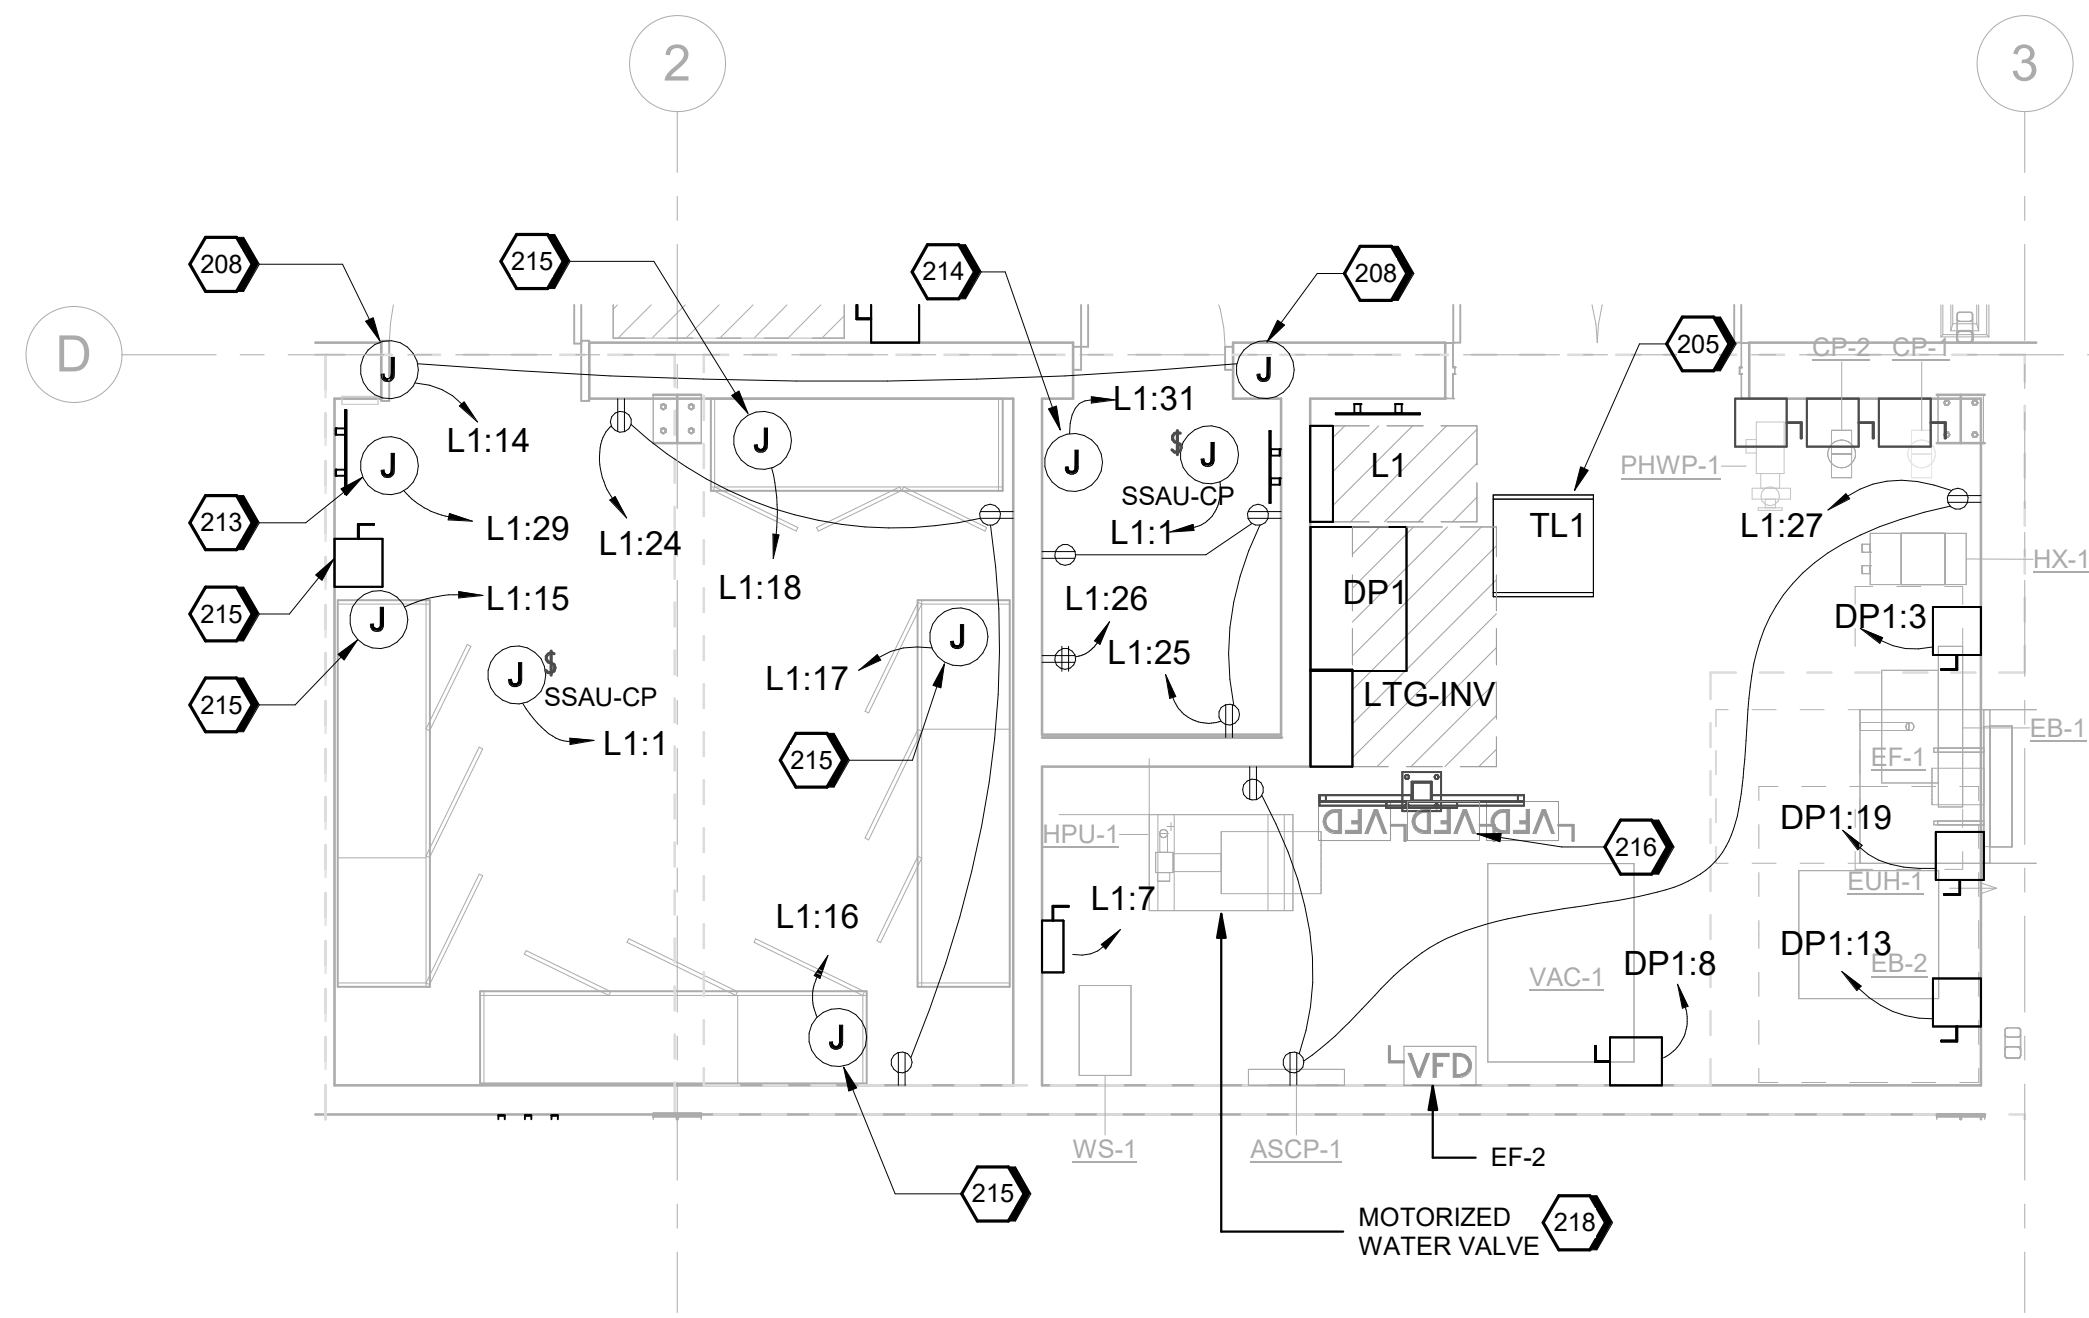 2
3
D
208
215
214
208
205
J
J
CP-2
CP-1
L1:14
J
L1:31
J
$
J
SSAU-CP
L1:1
L1
PHWP-1
J
213
L1:29
L1:24
L1:18
TL1
L1:27
HX-1
215
J
L1:15
215
J
$
SSAU-CP
L1:1
L1:17
J
215
L1:26
L1:25
DP1
LTG-INV
DP1:3
EB-1
EF-1
HPU-1
VFD
VFD
VFD
216
DP1:19
EUH-1
L1:16
J
215
L1:7
VAC-1
DP1:8
DP1:13
EB-2
VFD
WS-1
ASCP-1
EF-2
MOTORIZED
WATER VALVE
218